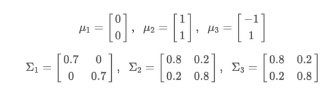 μ₁ = [0 0], μ₂ = [1 1], μ₃ = [−1 1]
Σ₁ = [0.7 0 0 0.7], Σ₂ = [0.8 0.2 0.2 0.8], Σ₃ = [0.8 0.2 0.2 0.8]